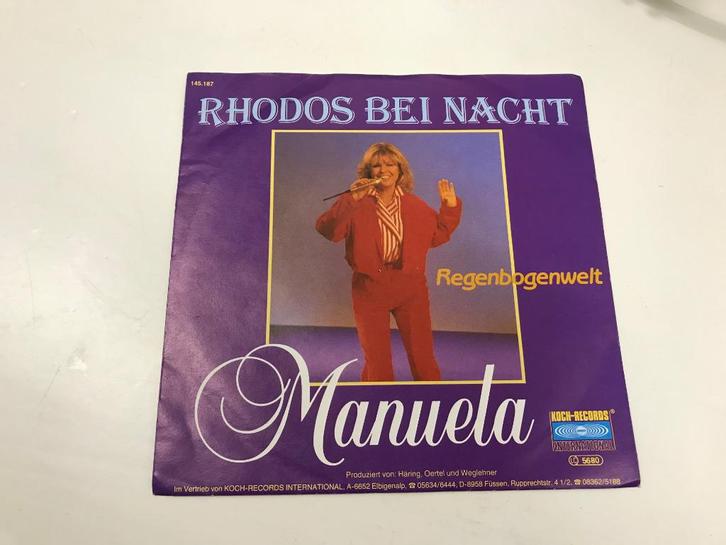 145.187
RHODOS BEI NACHT
Regenbogenwelt
Manuela
KOCH-RECORDS®
INTERNATIONAL
LC 5680
Produziert von: Häring, Oertel und Weglehner
Im Vertrieb von KOCH-RECORDS INTERNATIONAL, A-6652 Elbigenalp, ☎ 05634/6444, D-8958 Füssen, Rupprechtstr. 4 1/2, ☎ 08362/5188